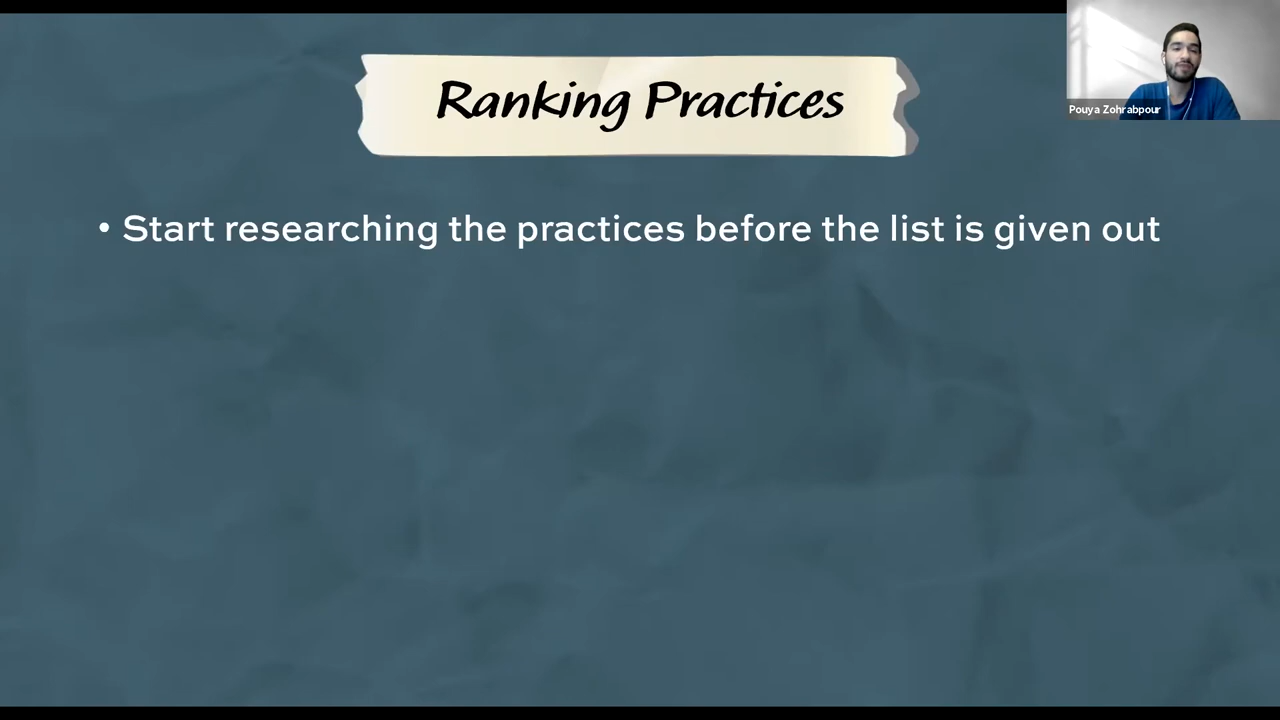 Ranking Practices
Pouya Zohrabpour
• Start researching the practices before the list is given out